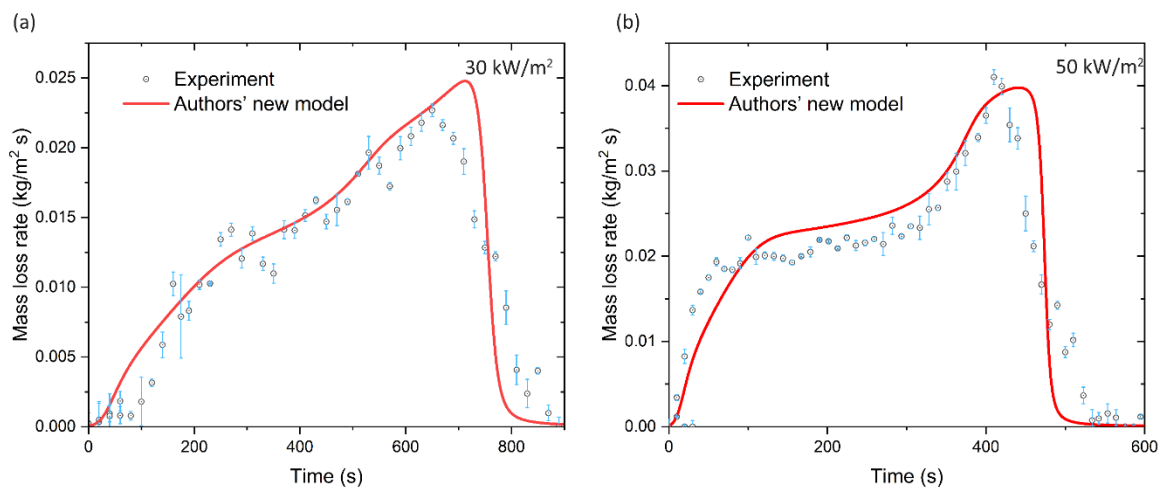 (a)
30 kW/m²
Experiment
Authors' new model
Mass loss rate (kg/m² s)
0.025
0.020
0.015
0.010
0.005
0.000
0
200
400
600
800
Time (s)
(b)
50 kW/m²
Experiment
Authors' new model
Mass loss rate (kg/m² s)
0.04
0.03
0.02
0.01
0.00
0
200
400
600
Time (s)